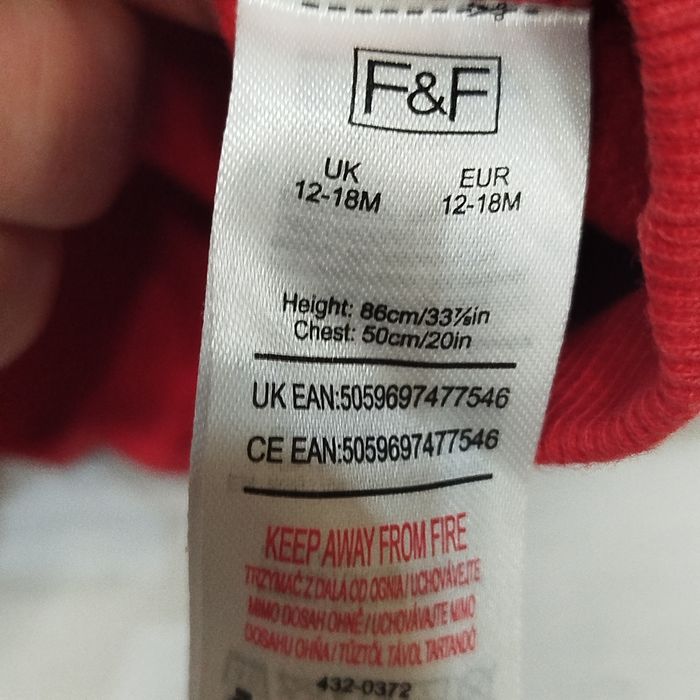 F&F
UK EUR
12-18M 12-18M
Height: 86cm/33⅞in
Chest: 50cm/20in
UK EAN:5059697477546
CE EAN:5059697477546
KEEP AWAY FROM FIRE
TRZYMAĆ Z DALA OD OGNIA/UCHOVÁVEJTE
MIMO DOSAH OHNĚ/UCHOVÁVAJTE MIMO
DOSAHU OHŇA/TŰZTŐL TÁVOL TARTANDÓ
432-0372